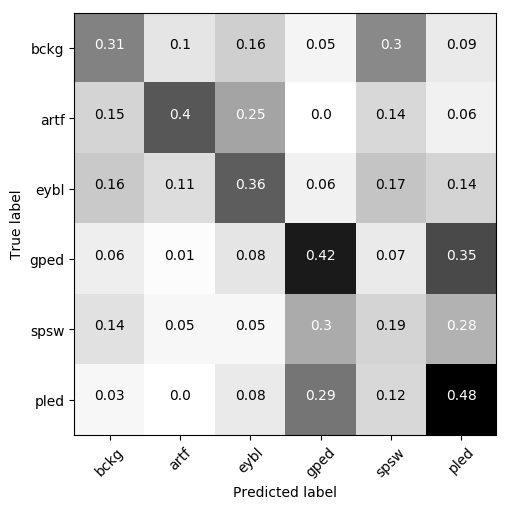 bckg 0.31 0.1 0.16 0.05 0.3 0.09
artf 0.15 0.4 0.25 0.0 0.14 0.06
eybl 0.16 0.11 0.36 0.06 0.17 0.14
gped 0.06 0.01 0.08 0.42 0.07 0.35
spsw 0.14 0.05 0.05 0.3 0.19 0.28
pled 0.03 0.0 0.08 0.29 0.12 0.48
True label
bckg artf eybl gped spsw pled
Predicted label